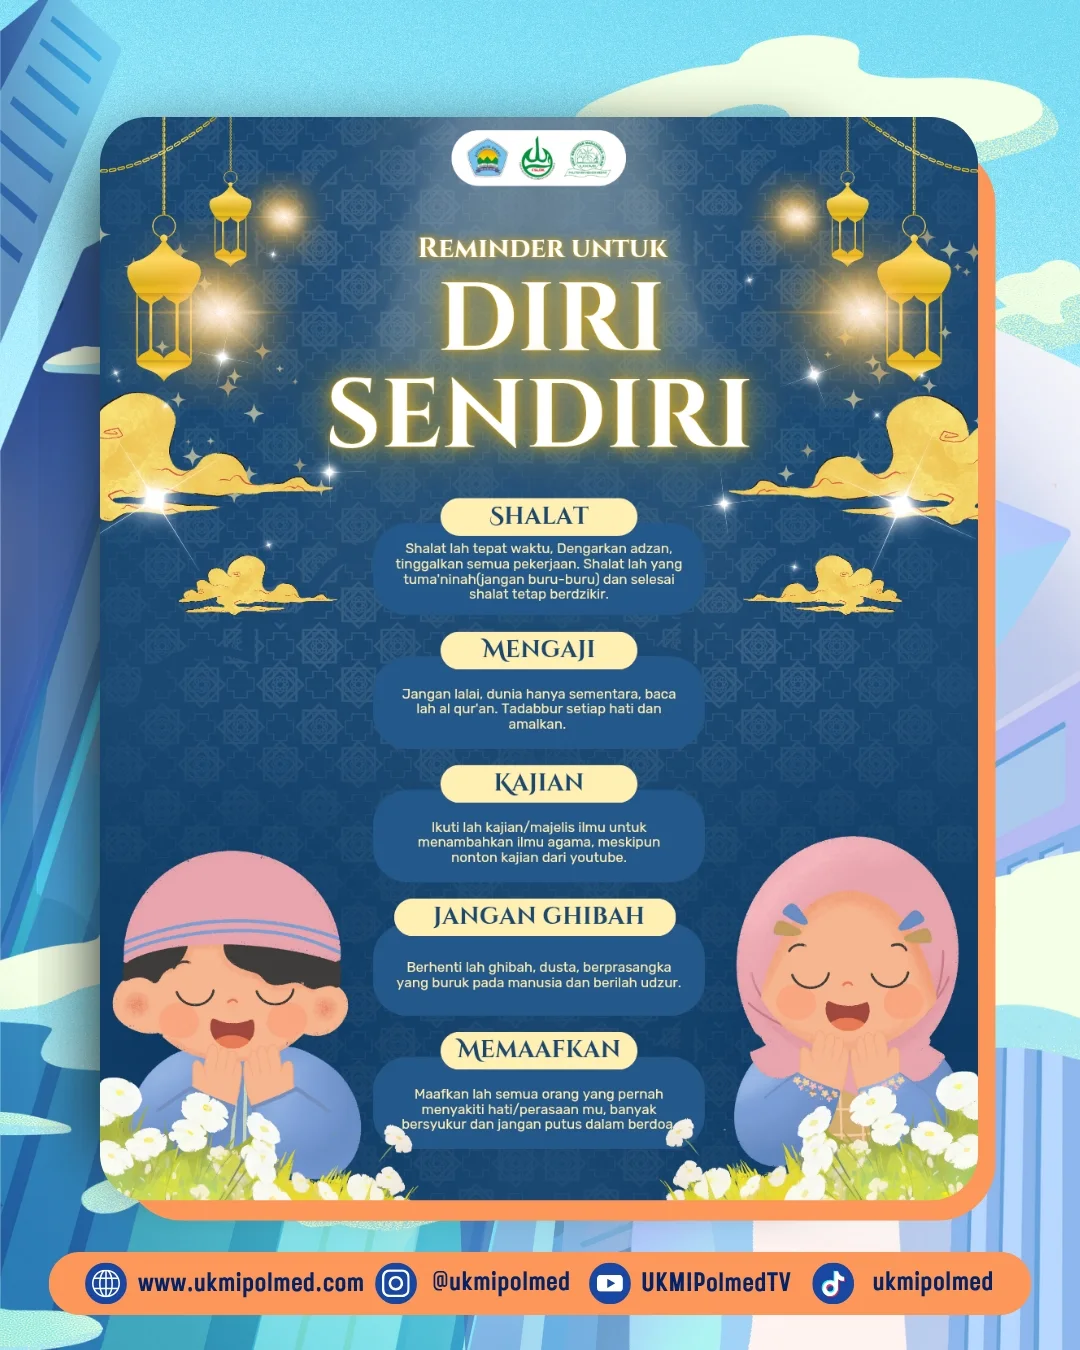 Reminder untuk
DIRI
SENDIRI
Shalat
Shalat lah tepat waktu, Dengarkan adzan,
tinggalkan semua pekerjaan. Shalat lah yang
tuma'ninah(jangan buru-buru) dan selesai
shalat tetap berdzikir.
Mengaji
Jangan lalai, dunia hanya sementara, baca
lah al qur'an. Tadabbur setiap hati dan
amalkan.
Kajian
Ikuti lah kajian/majelis ilmu untuk
menambahkan ilmu agama, meskipun
nonton kajian dari youtube.
Jangan Ghibah
Berhenti lah ghibah, dusta, berprasangka
yang buruk pada manusia dan berilah udzur.
Memaafkan
Maafkan lah semua orang yang pernah
menyakiti hati/perasaan mu, banyak
bersyukur dan jangan putus dalam berdoa.
www.ukmipolmed.com @ukmipolmed UKMIPolmedTV ukmipolmed